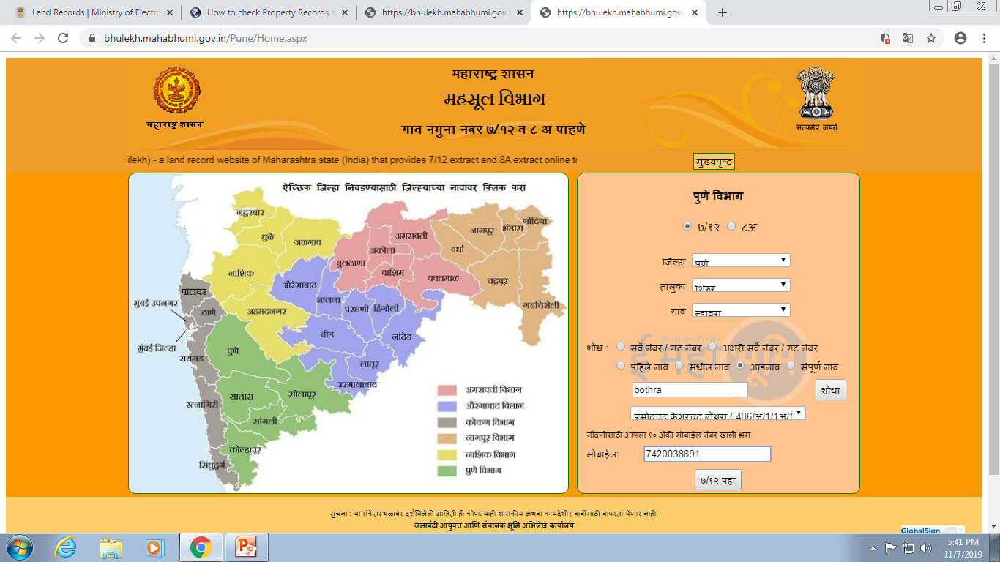 Land Records | Ministry of Electro
How to check Property Records a
https://bhulekh.mahabhumi.gov.
https://bhulekh.mahabhumi.gov.
bhulekh.mahabhumi.gov.in/Pune/Home.aspx
महाराष्ट्र शासन
महसूल विभाग
गाव नमुना नंबर ७/१२ व ८ अ पाहणे
महाराष्ट्र शासन
सत्यमेव जयते
ilekh) - a land record website of Maharashtra state (India) that provides 7/12 extract and 8A extract online to
मुख्यपृष्ठ
ऐच्छिक जिल्हा निवडण्यासाठी जिल्ह्याच्या नावावर क्लिक करा
नंदुरबार
धुळे
जळगाव
नाशिक
अहमदनगर
बुलढाणा
अकोला
अमरावती
वाशिम
यवतमाळ
नागपूर
भंडारा
गोंदिया
वर्धा
चंद्रपूर
गडचिरोली
औरंगाबाद
जालना
परभणी
हिंगोली
बीड
नांदेड
लातूर
उस्मानाबाद
पालघर
मुंबई उपनगर
ठाणे
मुंबई जिल्हा
रायगड
रत्नागिरी
सिंधुदुर्ग
पुणे
सातारा
सोलापूर
सांगली
कोल्हापूर
अमरावती विभाग
औरंगाबाद विभाग
कोकण विभाग
नागपूर विभाग
नाशिक विभाग
पुणे विभाग
पुणे विभाग
७/१२ ८अ
जिल्हा पुणे
तालुका शिरुर
गाव न्हावरा
ई महाभूमि
शोध : सर्वे नंबर / गट नंबर अक्षरी सर्वे नंबर / गट नंबर
पहिले नाव मधील नाव आडनाव संपूर्ण नाव
bothra शोधा
प्रमोदचंद केशरचंद बोथरा ( 406/अ/1/1अ/1
नोंदणीसाठी आपला १० अंकी मोबाईल नंबर खाली भरा.
मोबाईल: 7420038691
७/१२ पहा
सुचना : या संकेतस्थळावर दर्शविलेली माहिती ही कोणत्याही शासकीय अथवा कायदेशीर बाबींसाठी वापरता येणार नाही.
जमाबंदी आयुक्त आणि संचालक भूमि अभिलेख कार्यालय
GlobalSign
5:41 PM
11/7/2019